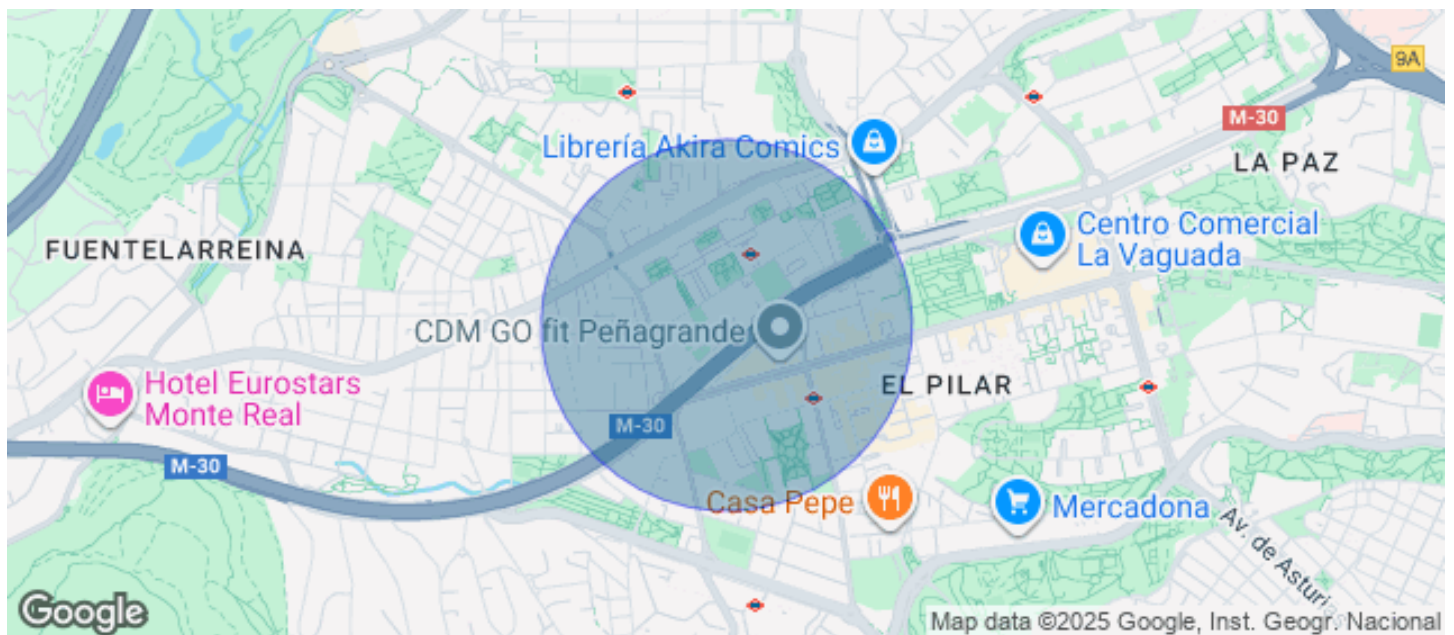 9A
M-30
Librería Akira Comics
LA PAZ
Centro Comercial
La Vaguada
FUENTELARREINA
CDM GO fit Peñagrande
EL PILAR
Hotel Eurostars
Monte Real
M-30
M-30
Casa Pepe
Mercadona
Av. de Asturias
Google
Map data ©2025 Google, Inst. Geogr. Nacional